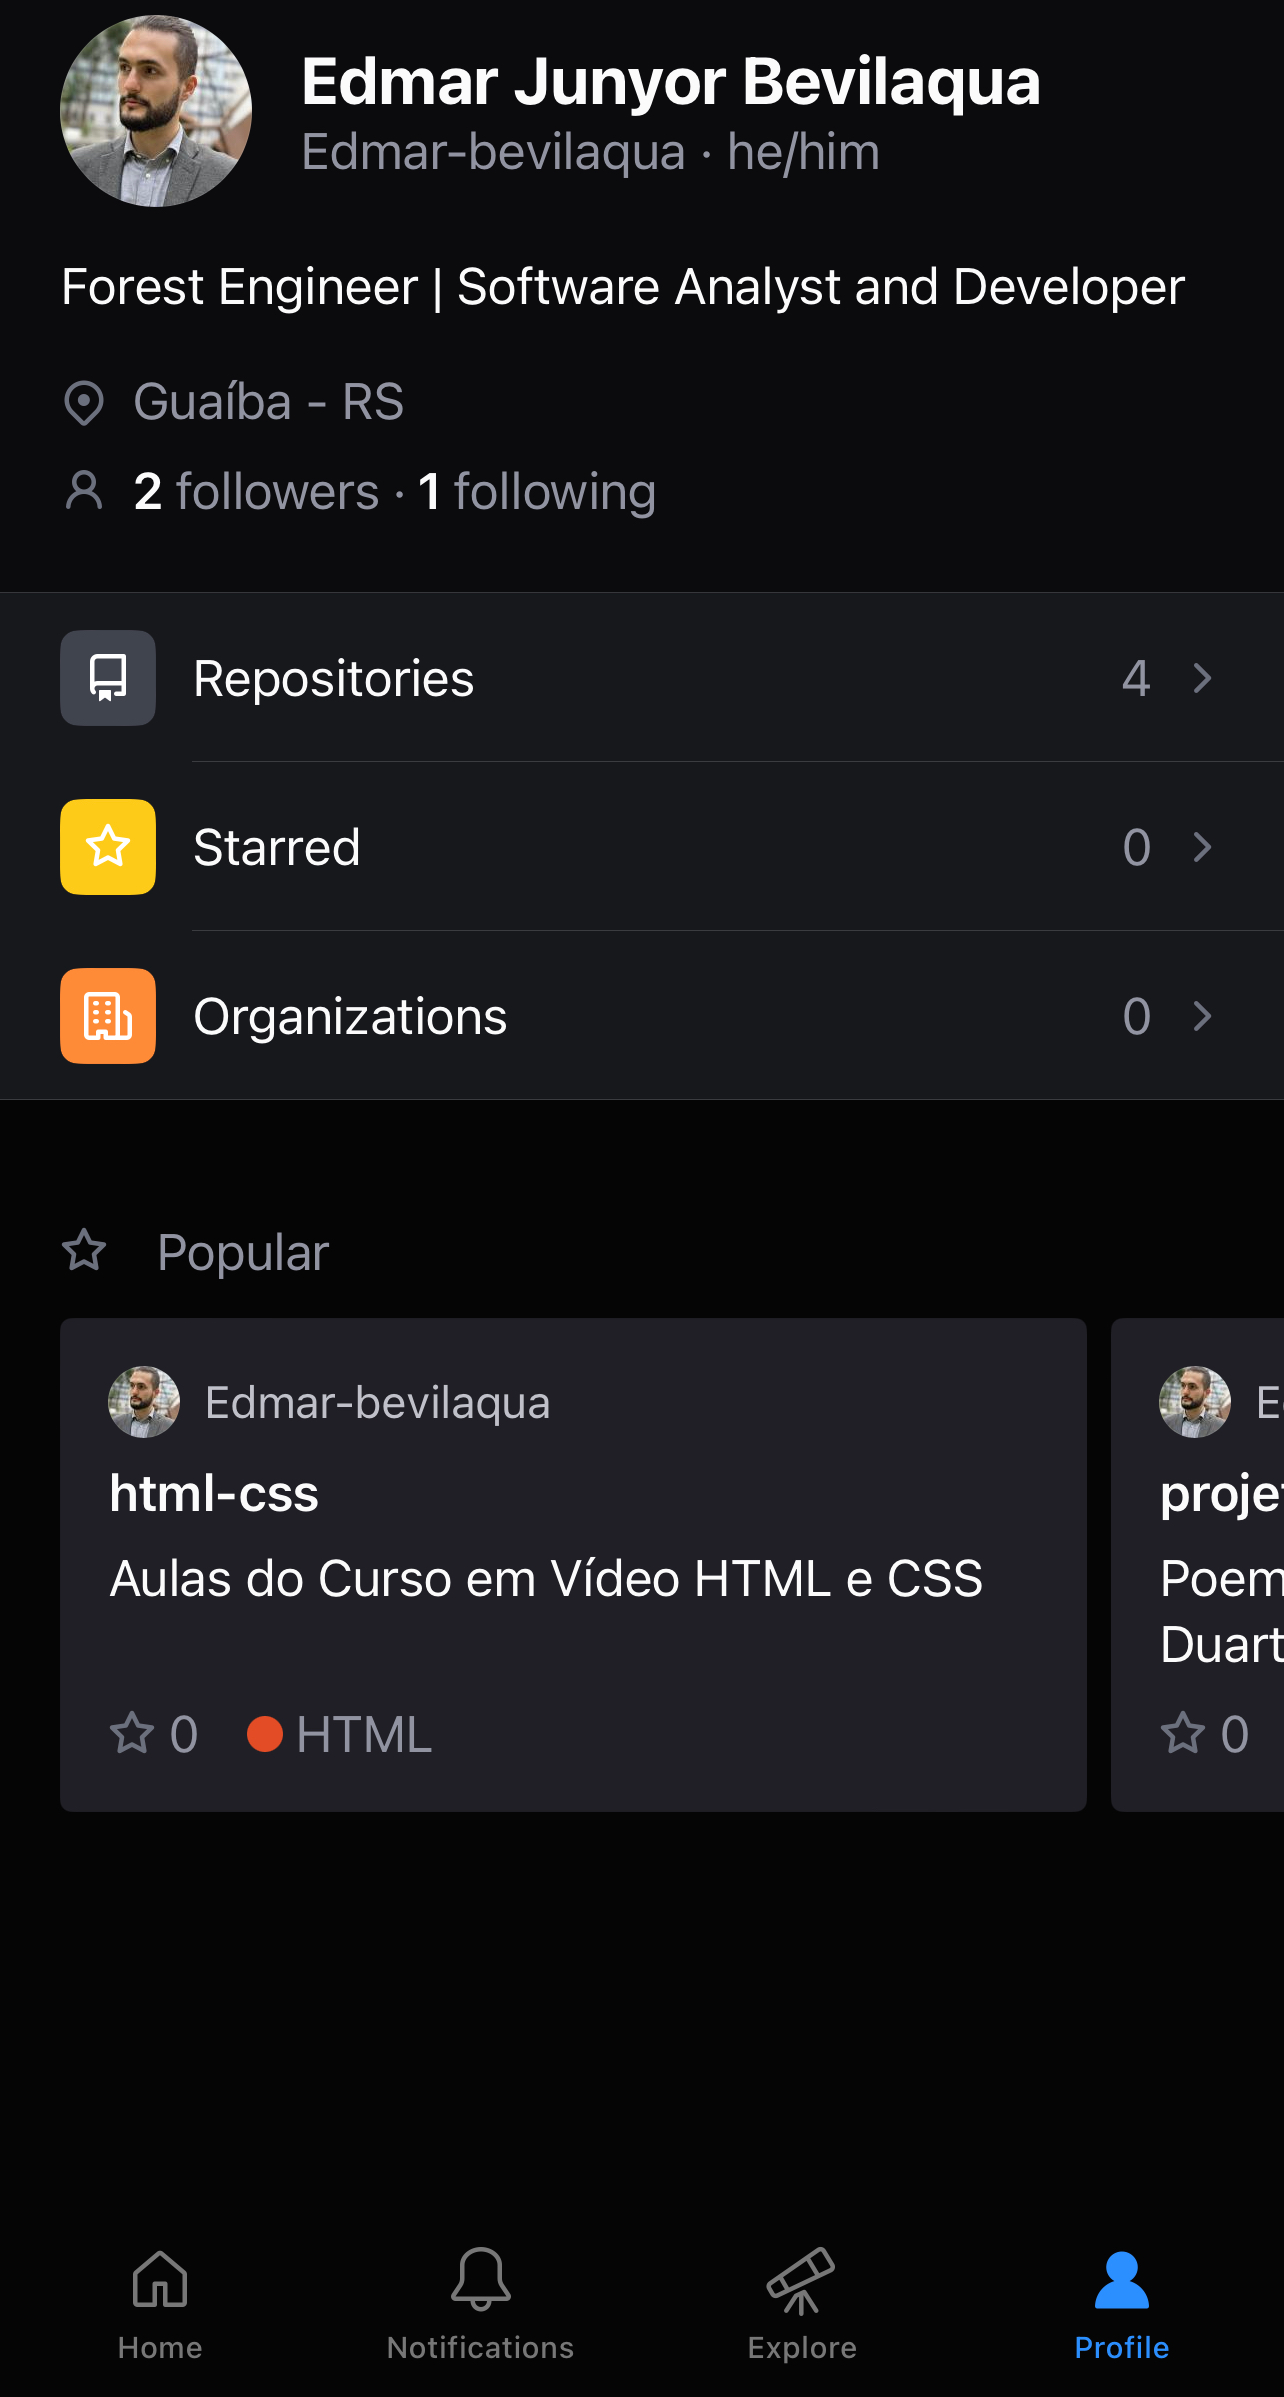 Edmar Junyor Bevilaqua
Edmar-bevilaqua · he/him
Forest Engineer | Software Analyst and Developer
Guaíba - RS
2 followers · 1 following
Repositories 4
Starred 0
Organizations 0
Popular
Edmar-bevilaqua
html-css
Aulas do Curso em Vídeo HTML e CSS
0 HTML
0
Home Notifications Explore Profile